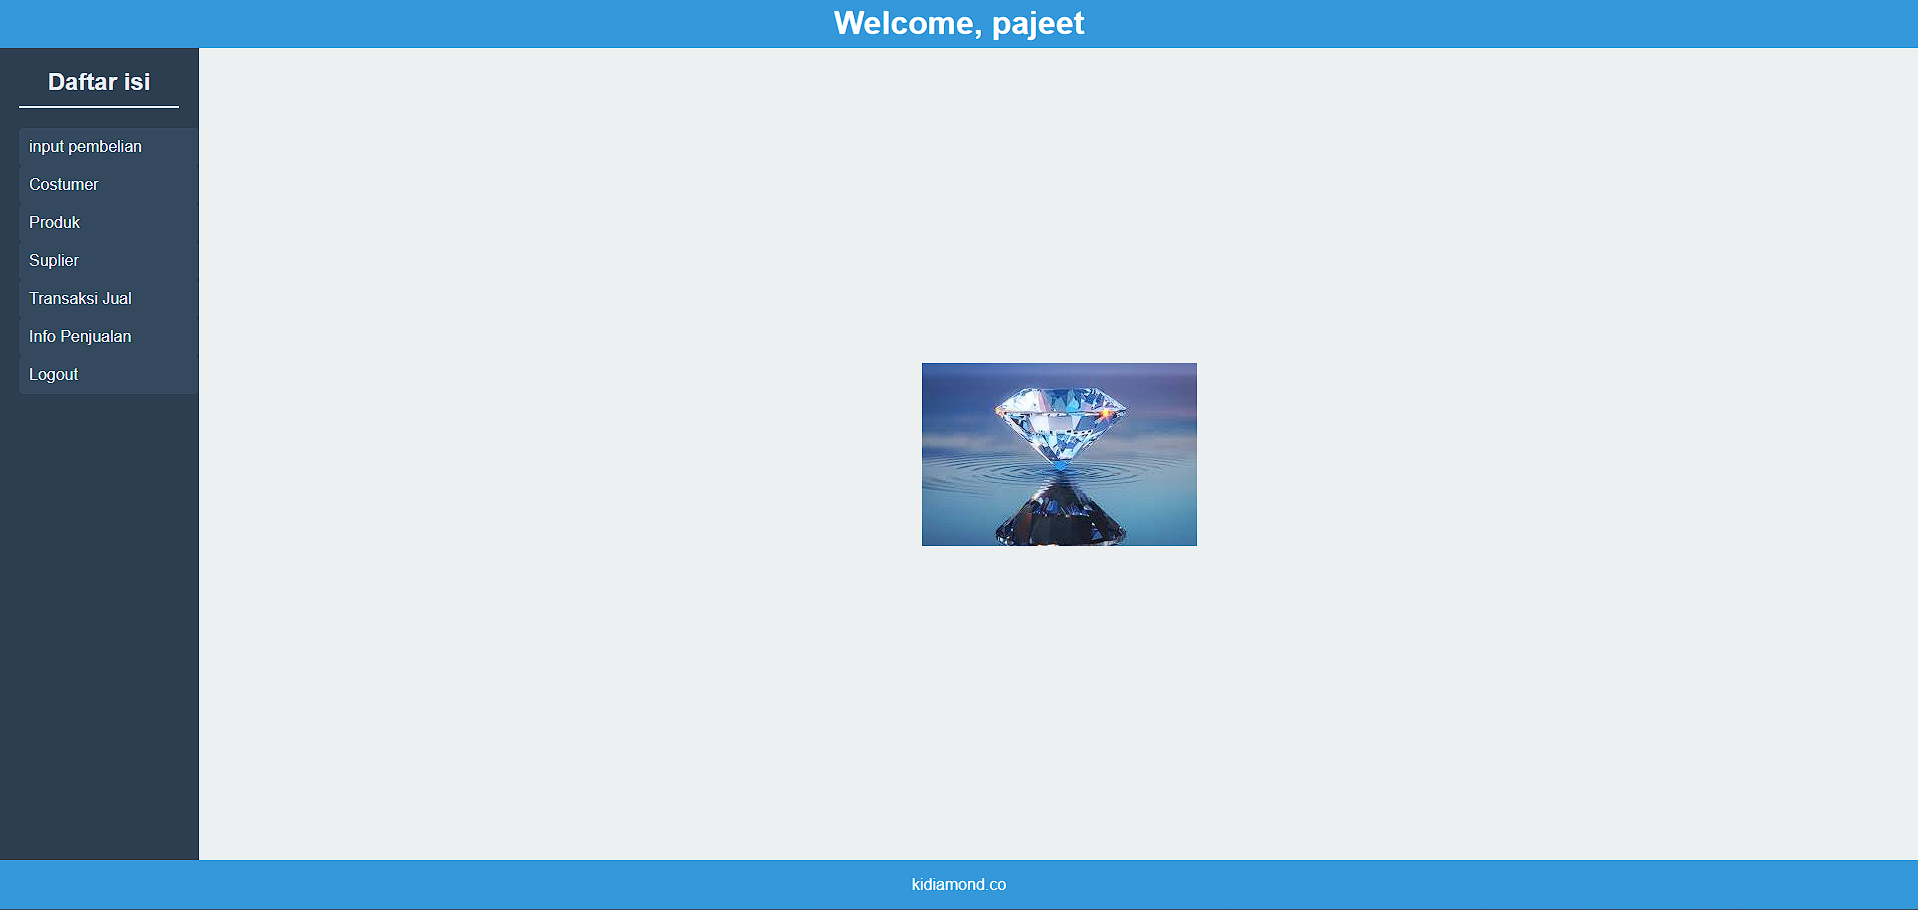 Welcome, pajeet
Daftar isi
input pembelian
Costumer
Produk
Suplier
Transaksi Jual
Info Penjualan
Logout
kidiamond.co